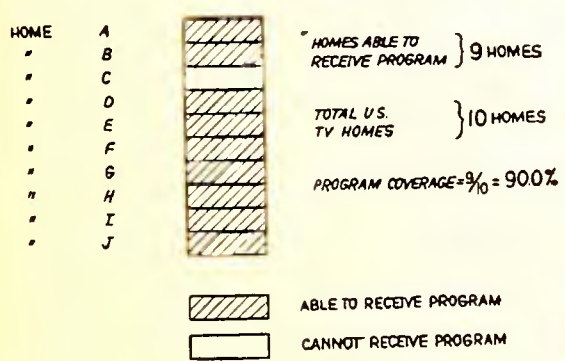 HOME A
" B
" C
" D
" E
" F
" G
" H
" I
" J
HOMES ABLE TO
RECEIVE PROGRAM } 9 HOMES
TOTAL U.S.
TV HOMES } 10 HOMES
PROGRAM COVERAGE = 9/10 = 90.0%
ABLE TO RECEIVE PROGRAM
CANNOT RECEIVE PROGRAM